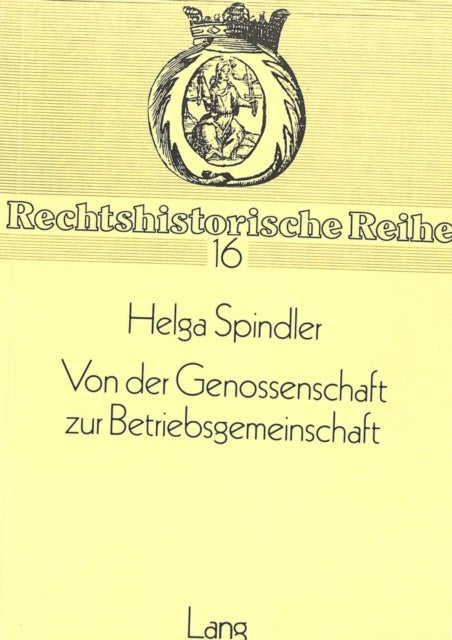 Rechtshistorische Reihe
16
Helga Spindler
Von der Genossenschaft
zur Betriebsgemeinschaft
Lang